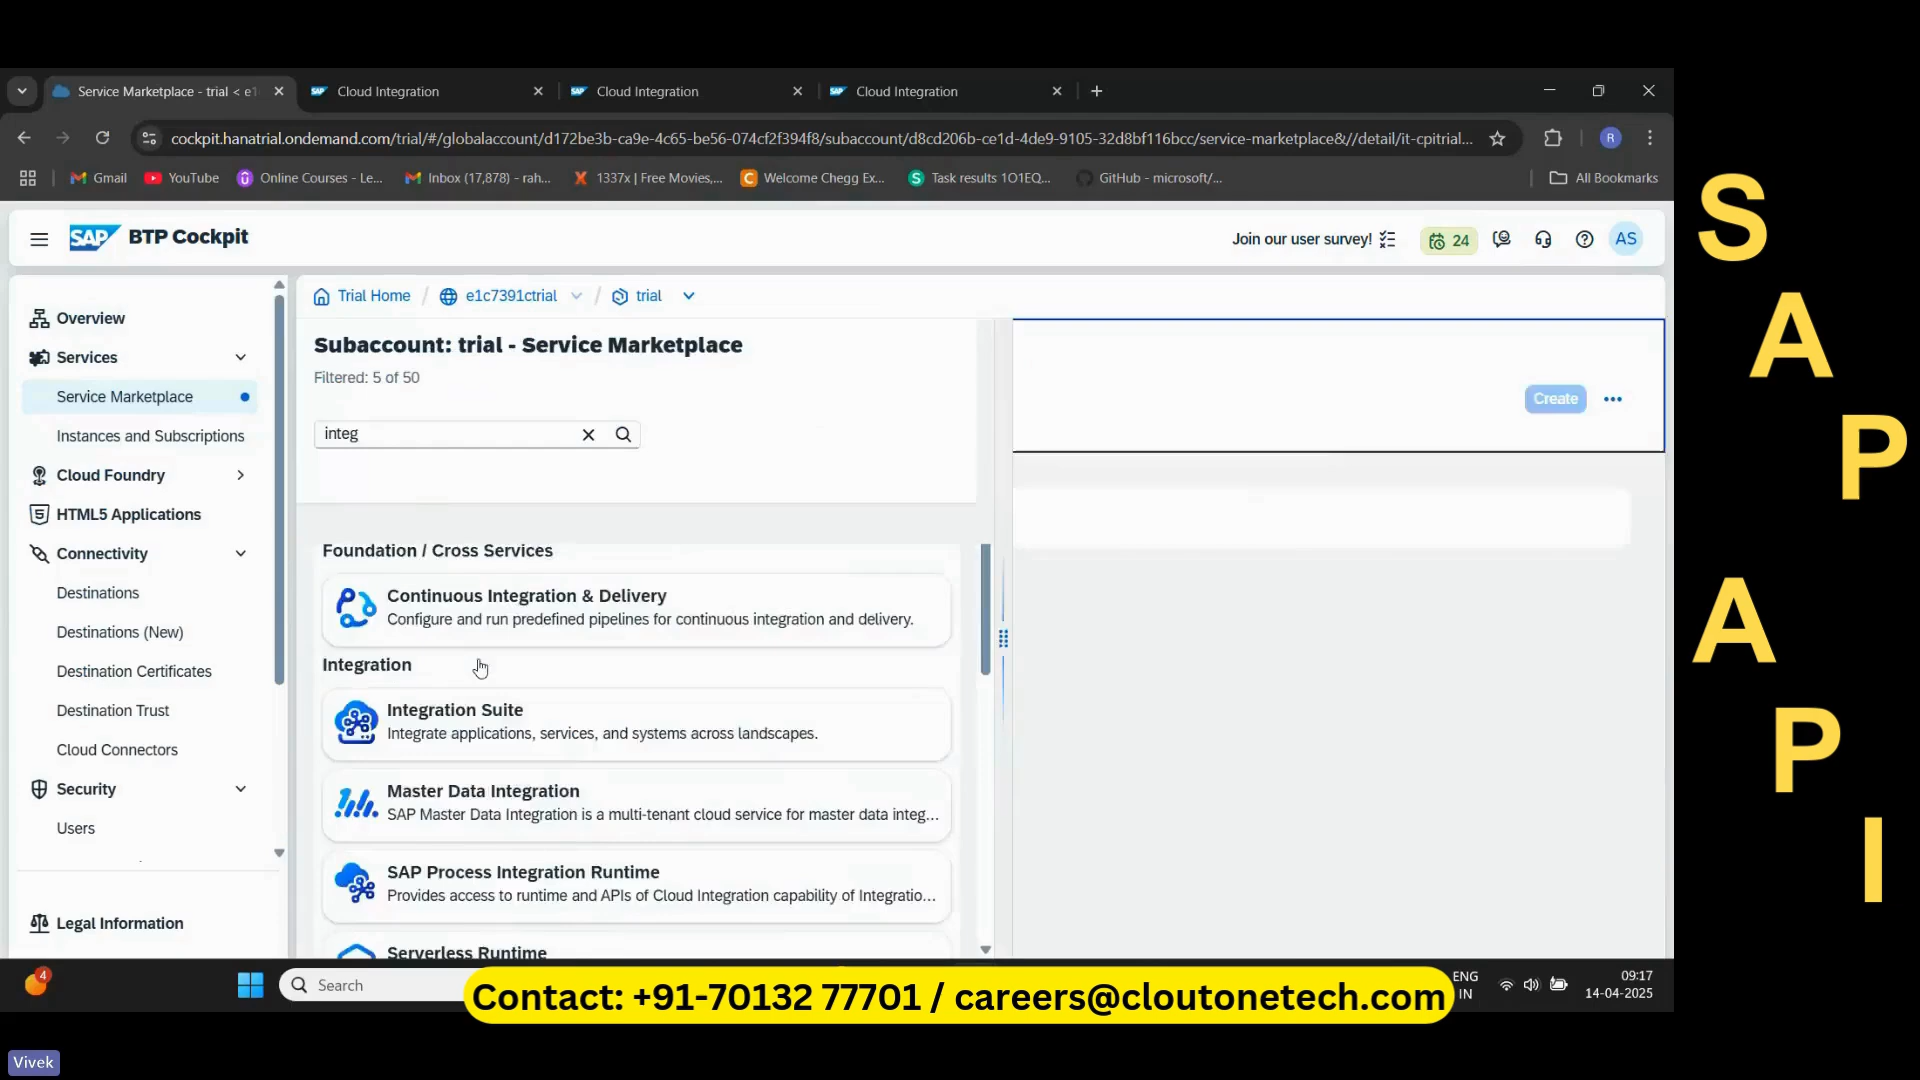 Service Marketplace - trial < e1
Cloud Integration
Cloud Integration
Cloud Integration
cockpit.hanatrial.ondemand.com/trial/#/globalaccount/d172be3b-ca9e-4c65-be56-074cf2f394f8/subaccount/d8cd206b-ce1d-4de9-9105-32d8bf116bcc/service-marketplace&//detail/it-cpitrial...
R
Gmail
YouTube
Online Courses - Le...
Inbox (17,878) - rah...
1337x | Free Movies,...
Welcome Chegg Ex...
Task results 1O1EQ...
GitHub - microsoft/...
All Bookmarks
SAP BTP Cockpit
Join our user survey!
24
AS
Overview
Services
Service Marketplace
Instances and Subscriptions
Cloud Foundry
HTML5 Applications
Connectivity
Destinations
Destinations (New)
Destination Certificates
Destination Trust
Cloud Connectors
Security
Users
Legal Information
Trial Home / e1c7391ctrial / trial
Subaccount: trial - Service Marketplace
Filtered: 5 of 50
integ
Create
Foundation / Cross Services
Continuous Integration & Delivery
Configure and run predefined pipelines for continuous integration and delivery.
Integration
Integration Suite
Integrate applications, services, and systems across landscapes.
Master Data Integration
SAP Master Data Integration is a multi-tenant cloud service for master data integ...
SAP Process Integration Runtime
Provides access to runtime and APIs of Cloud Integration capability of Integratio...
Serverless Runtime
4
Search
ENG
IN
09:17
14-04-2025
Contact: +91-70132 77701 / careers@cloutonetech.com
Vivek
S
A
P
A
P
I